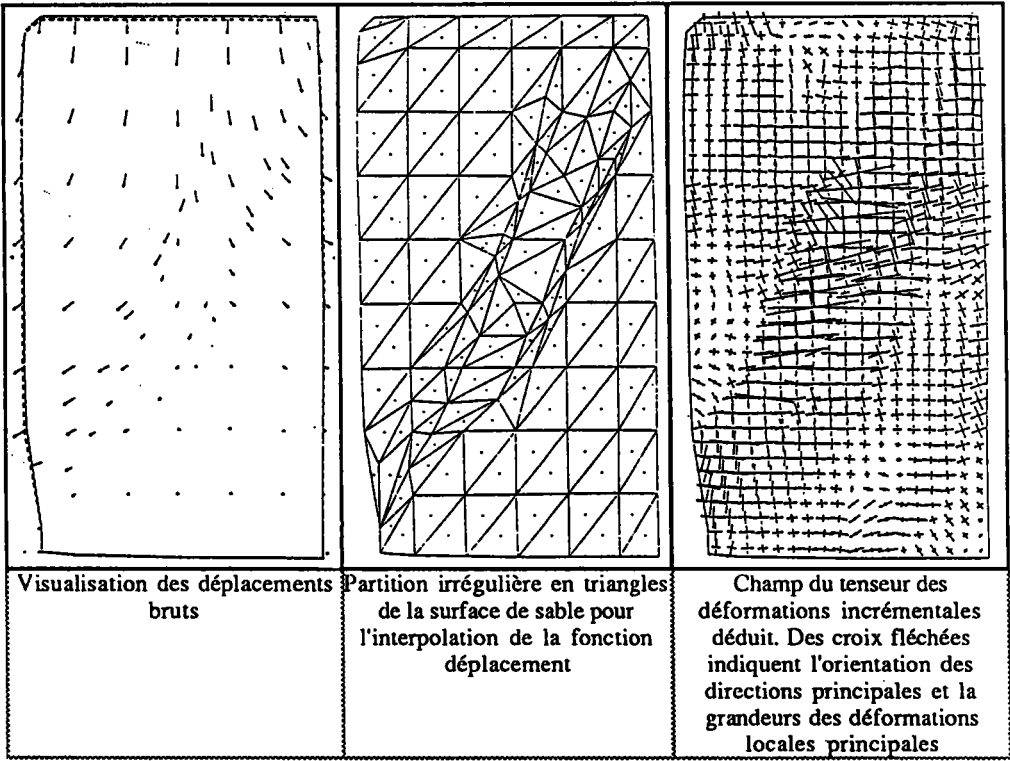 Visualisation des déplacements
bruts
Partition irrégulière en triangles
de la surface de sable pour
l'interpolation de la fonction
déplacement
Champ du tenseur des
déformations incrémentales
déduit. Des croix fléchées
indiquent l'orientation des
directions principales et la
grandeurs des déformations
locales principales